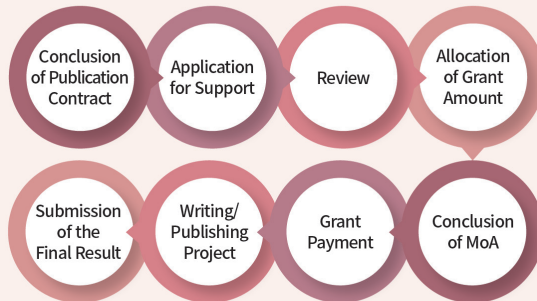 Conclusion
of Publication
Contract
Application
for Support
Review
Allocation
of Grant
Amount
Conclusion
of MoA
Grant
Payment
Writing/
Publishing
Project
Submission
of the
Final Result